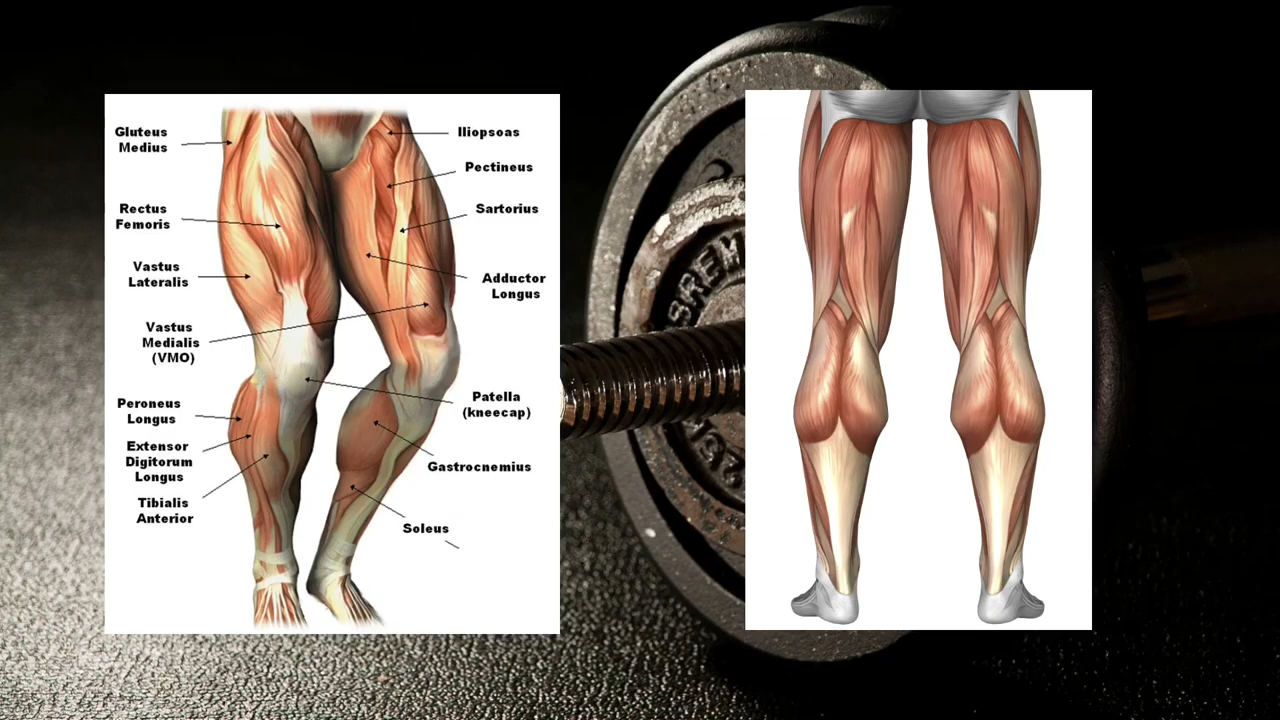 Gluteus
Medius
Iliopsoas
Pectineus
Rectus
Femoris
Sartorius
Vastus
Lateralis
Adductor
Longus
Vastus
Medialis
(VMO)
Peroneus
Longus
Patella
(kneecap)
Extensor
Digitorum
Longus
Gastrocnemius
Tibialis
Anterior
Soleus